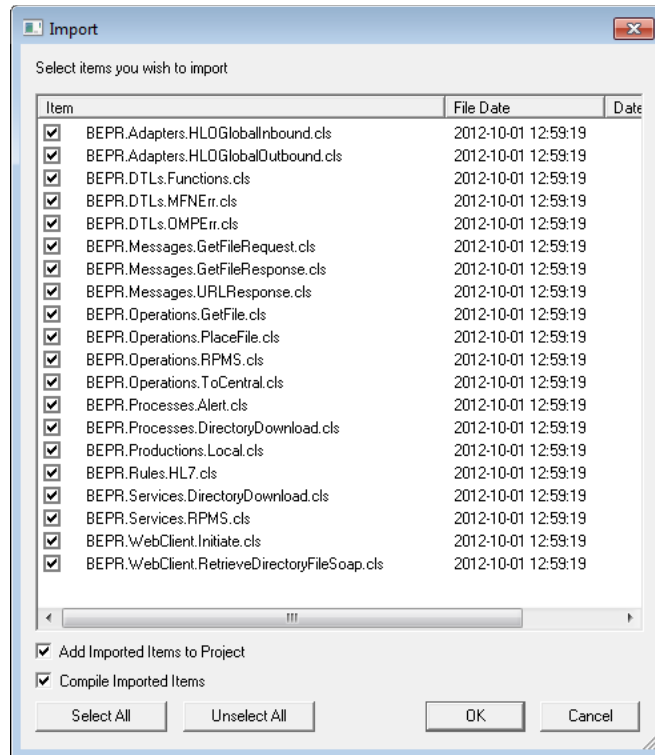 Import
Select items you wish to import
Item File Date Date
BEPR.Adapters.HLOGlobalInbound.cls 2012-10-01 12:59:19
BEPR.Adapters.HLOGlobalOutbound.cls 2012-10-01 12:59:19
BEPR.DTLs.Functions.cls 2012-10-01 12:59:19
BEPR.DTLs.MFNErr.cls 2012-10-01 12:59:19
BEPR.DTLs.OMPErr.cls 2012-10-01 12:59:19
BEPR.Messages.GetFileRequest.cls 2012-10-01 12:59:19
BEPR.Messages.GetFileResponse.cls 2012-10-01 12:59:19
BEPR.Messages.URLResponse.cls 2012-10-01 12:59:19
BEPR.Operations.GetFile.cls 2012-10-01 12:59:19
BEPR.Operations.PlaceFile.cls 2012-10-01 12:59:19
BEPR.Operations.RPMS.cls 2012-10-01 12:59:19
BEPR.Operations.ToCentral.cls 2012-10-01 12:59:19
BEPR.Processes.Alert.cls 2012-10-01 12:59:19
BEPR.Processes.DirectoryDownload.cls 2012-10-01 12:59:19
BEPR.Productions.Local.cls 2012-10-01 12:59:19
BEPR.Rules.HL7.cls 2012-10-01 12:59:19
BEPR.Services.DirectoryDownload.cls 2012-10-01 12:59:19
BEPR.Services.RPMS.cls 2012-10-01 12:59:19
BEPR.WebClient.Initiate.cls 2012-10-01 12:59:19
BEPR.WebClient.RetrieveDirectoryFileSoap.cls 2012-10-01 12:59:19
Add Imported Items to Project
Compile Imported Items
Select All Unselect All OK Cancel